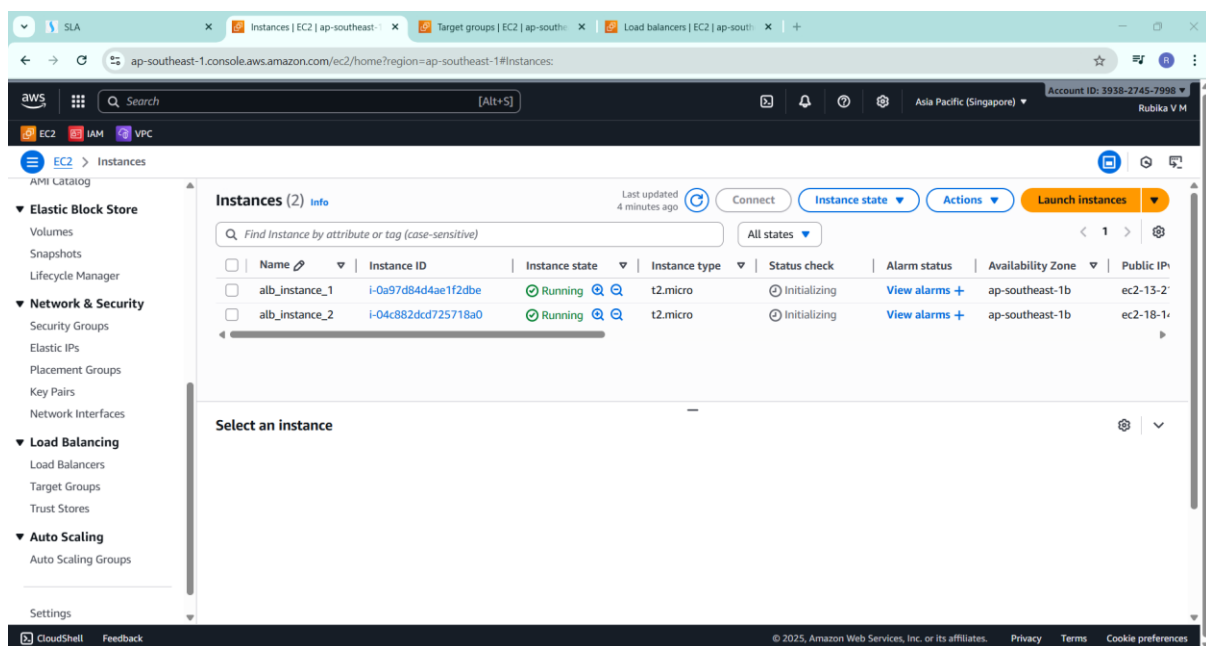 SLA
Instances | EC2 | ap-southeast-1
Target groups | EC2 | ap-southe
Load balancers | EC2 | ap-south
ap-southeast-1.console.aws.amazon.com/ec2/home?region=ap-southeast-1#Instances:
R
aws
Search
[Alt+S]
Asia Pacific (Singapore)
Account ID: 3938-2745-7998
Rubika V M
EC2
IAM
VPC
EC2 > Instances
AMI Catalog
Elastic Block Store
Volumes
Snapshots
Lifecycle Manager
Network & Security
Security Groups
Elastic IPs
Placement Groups
Key Pairs
Network Interfaces
Load Balancing
Load Balancers
Target Groups
Trust Stores
Auto Scaling
Auto Scaling Groups
Settings
Instances (2) Info
Last updated
4 minutes ago
Connect
Instance state
Actions
Launch instances
Find Instance by attribute or tag (case-sensitive)
All states
1
Name Instance ID Instance state Instance type Status check Alarm status Availability Zone Public IPv
alb_instance_1 i-0a97d84d4ae1f2dbe Running t2.micro Initializing View alarms + ap-southeast-1b ec2-13-2
alb_instance_2 i-04c882dcd725718a0 Running t2.micro Initializing View alarms + ap-southeast-1b ec2-18-14
Select an instance
CloudShell Feedback
© 2025, Amazon Web Services, Inc. or its affiliates. Privacy Terms Cookie preferences